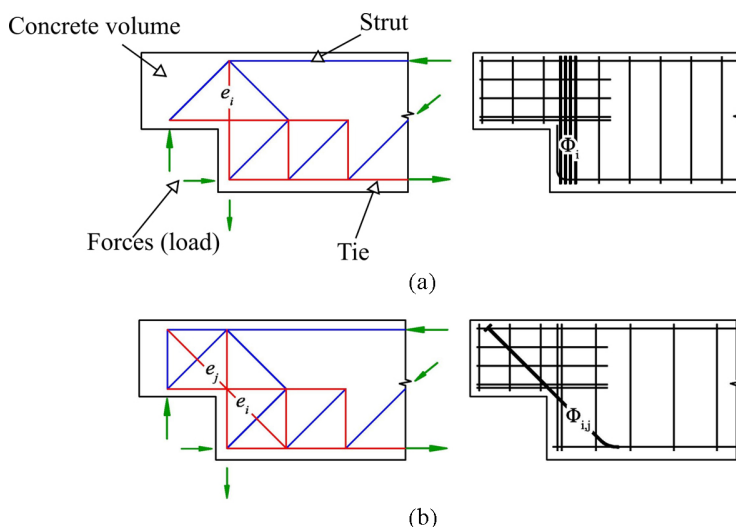 Concrete volume
Strut
e_i
Φ_i
Forces (load)
Tie
(a)
e_j
e_i
Φ_i,j
(b)